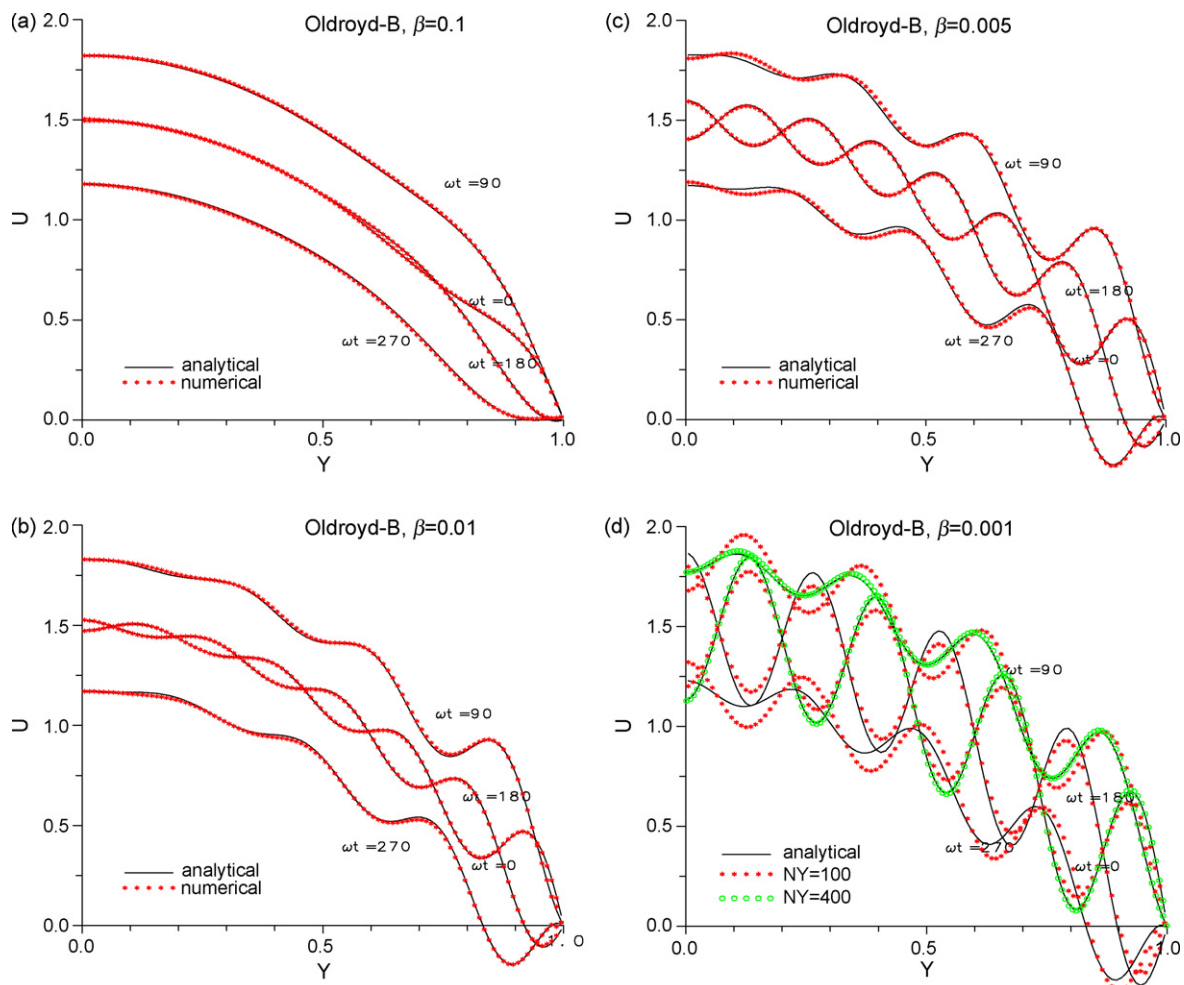 (a)
Oldroyd-B, β=0.1
2.0
1.5
1.0
0.5
0.0
U
ωt =90
ωt =0
ωt =270
ωt =180
analytical
numerical
0.0
0.5
1.0
Y
(c)
Oldroyd-B, β=0.005
2.0
1.5
1.0
0.5
0.0
U
ωt =90
ωt =180
ωt =270
ωt =0
analytical
numerical
0.0
0.5
1.0
Y
(b)
Oldroyd-B, β=0.01
2.0
1.5
1.0
0.5
0.0
U
ωt =90
ωt =180
ωt =270
ωt =0
analytical
numerical
1.0
0.0
0.5
1.0
Y
(d)
Oldroyd-B, β=0.001
2.0
1.5
1.0
0.5
0.0
U
ωt =90
ωt =180
ωt =270
ωt =0
analytical
NY=100
NY=400
0.0
0.5
1.0
Y